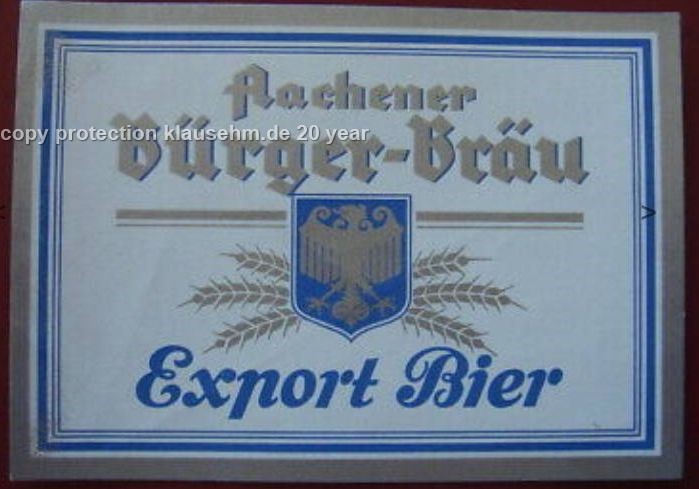 Aachener
copy protection klausehm.de 20 year
Bürger-Bräu
< >
Export Bier